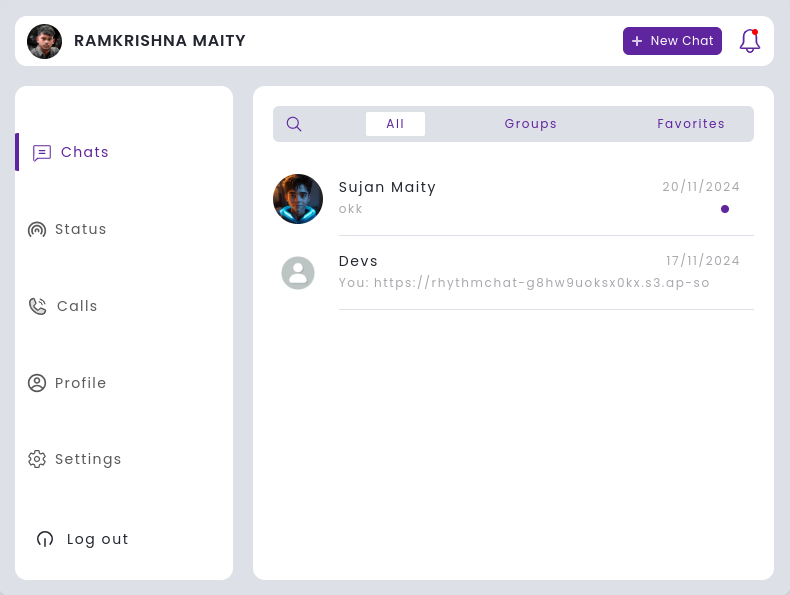 RAMKRISHNA MAITY
+ New Chat
Chats
Status
Calls
Profile
Settings
Log out
All Groups Favorites
Sujan Maity 20/11/2024
okk
Devs 17/11/2024
You: https://rhythmchat-g8hw9uoksx0kx.s3.ap-so